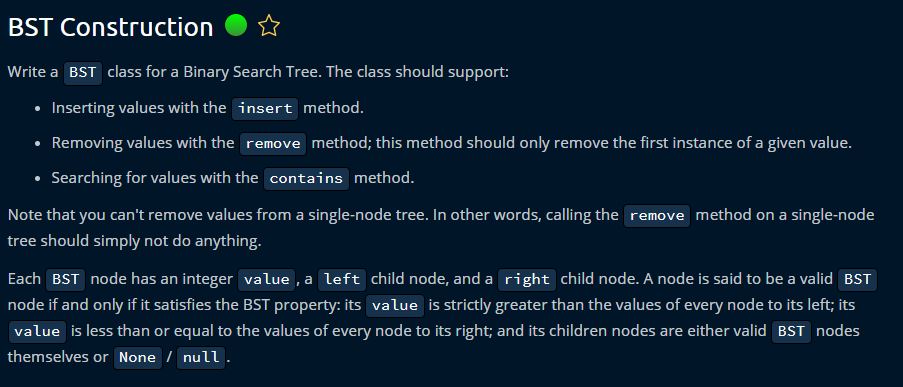 BST Construction
Write a BST class for a Binary Search Tree. The class should support:
• Inserting values with the insert method.
• Removing values with the remove method; this method should only remove the first instance of a given value.
• Searching for values with the contains method.
Note that you can't remove values from a single-node tree. In other words, calling the remove method on a single-node
tree should simply not do anything.
Each BST node has an integer value , a left child node, and a right child node. A node is said to be a valid BST
node if and only if it satisfies the BST property: its value is strictly greater than the values of every node to its left; its
value is less than or equal to the values of every node to its right; and its children nodes are either valid BST nodes
themselves or None / null .